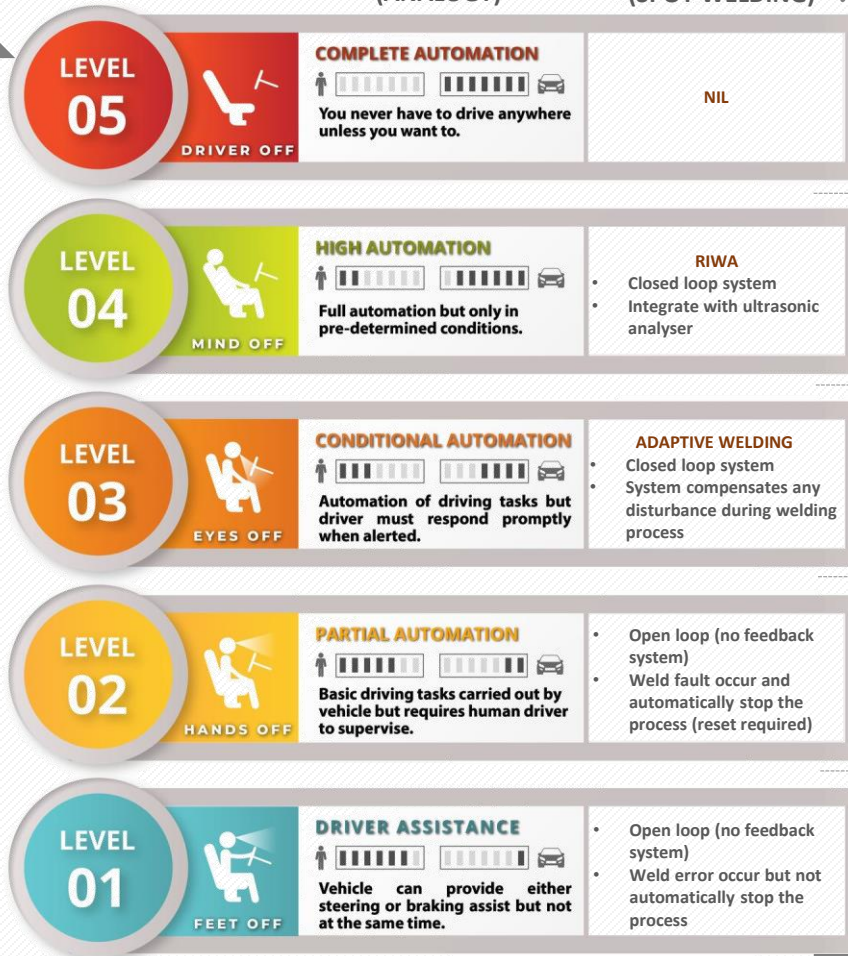 (ANALOGY)
(SPOT WELDING)
LEVEL
05
DRIVER OFF
COMPLETE AUTOMATION
You never have to drive anywhere
unless you want to.
NIL
LEVEL
04
MIND OFF
HIGH AUTOMATION
Full automation but only in
pre-determined conditions.
RIWA
• Closed loop system
• Integrate with ultrasonic
analyser
LEVEL
03
EYES OFF
CONDITIONAL AUTOMATION
Automation of driving tasks but
driver must respond promptly
when alerted.
ADAPTIVE WELDING
• Closed loop system
• System compensates any
disturbance during welding
process
LEVEL
02
HANDS OFF
PARTIAL AUTOMATION
Basic driving tasks carried out by
vehicle but requires human driver
to supervise.
• Open loop (no feedback
system)
• Weld fault occur and
automatically stop the
process (reset required)
LEVEL
01
FEET OFF
DRIVER ASSISTANCE
Vehicle can provide either
steering or braking assist but not
at the same time.
• Open loop (no feedback
system)
• Weld error occur but not
automatically stop the
process